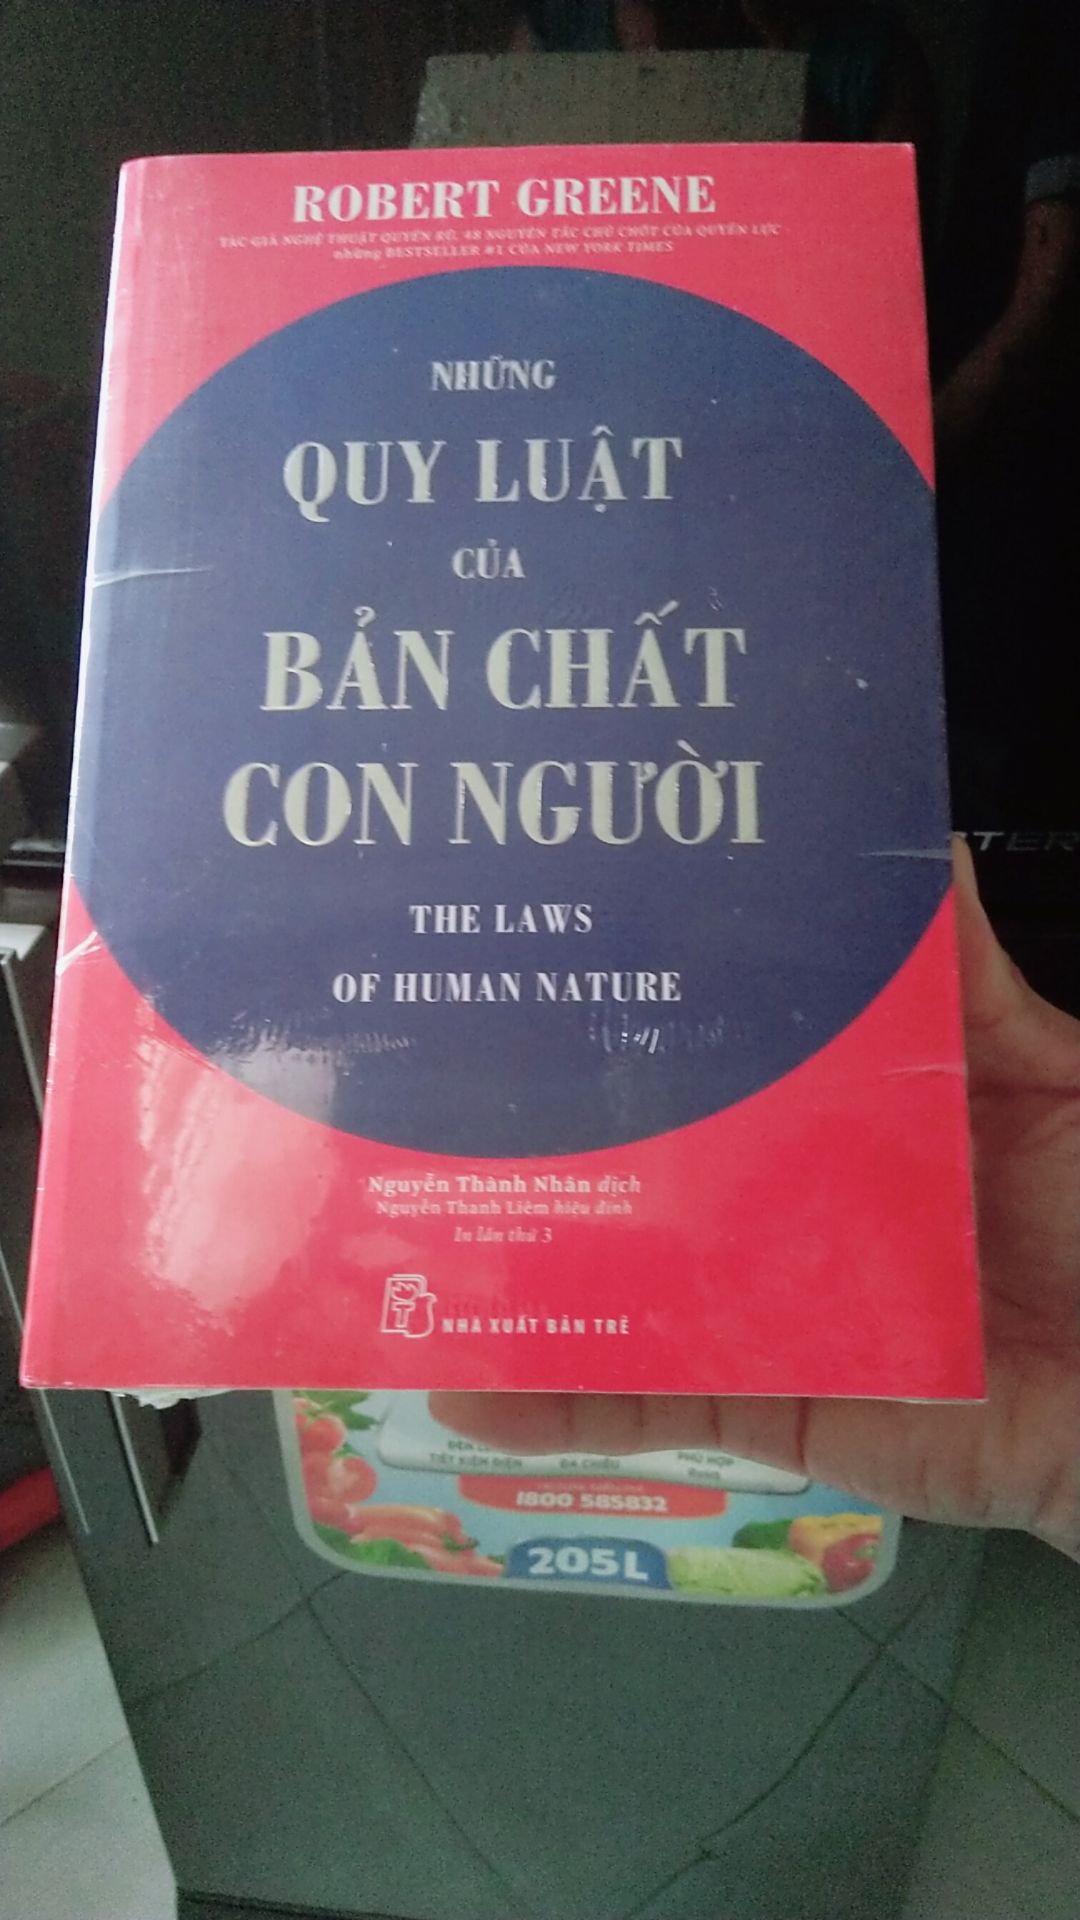 ROBERT GREENE
TÁC GIẢ NGHỆ THUẬT QUYẾN RŨ, 48 NGUYÊN TẮC CHỦ CHỐT CỦA QUYỀN LỰC
những BESTSELLER #1 CỦA NEW YORK TIMES
NHỮNG
QUY LUẬT
CỦA
BẢN CHẤT
CON NGƯỜI
THE LAWS
OF HUMAN NATURE
Nguyễn Thành Nhân dịch
Nguyễn Thanh Liêm hiệu đính
In lần thứ 3
NHÀ XUẤT BẢN TRẺ
TIẾT KIỆM ĐIỆN
ĐA CHIỀU
PHÙ HỢP
1800 585832
205L